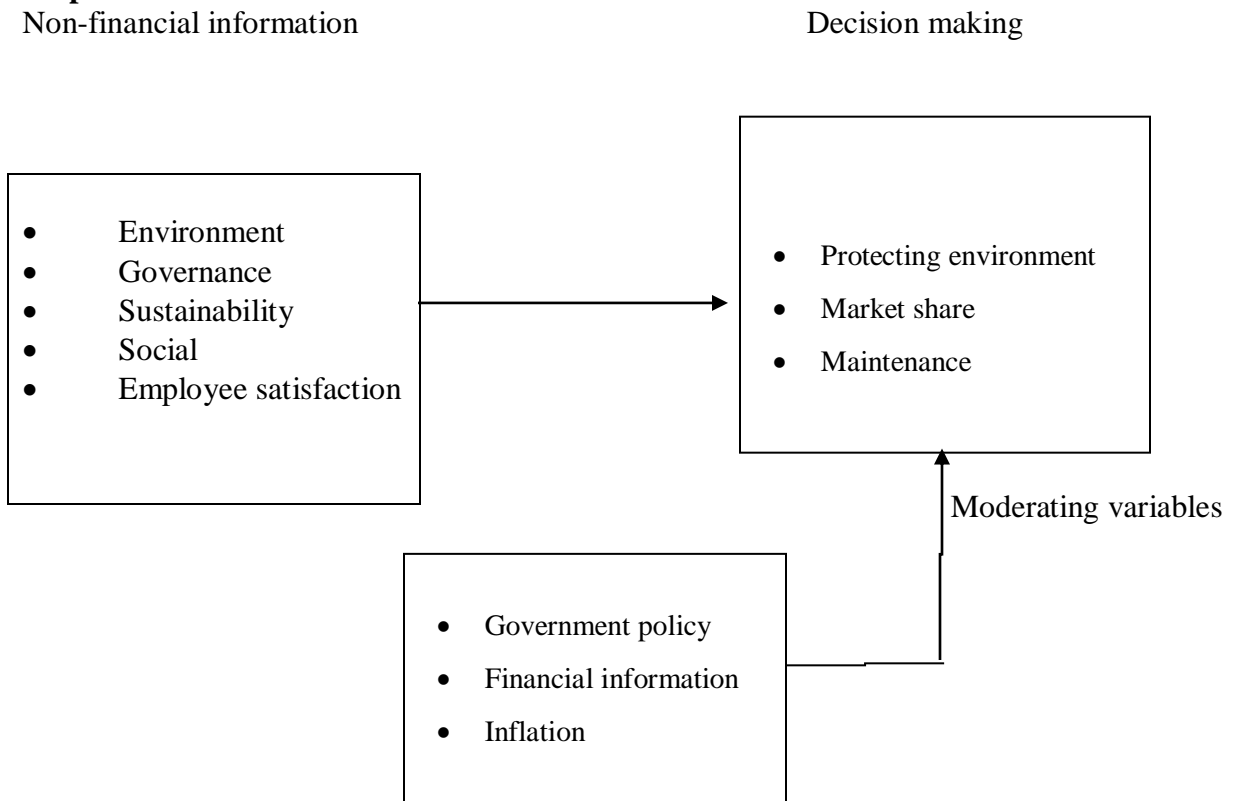 Non-financial information Decision making
• Environment
• Governance
• Sustainability
• Social
• Employee satisfaction
• Protecting environment
• Market share
• Maintenance
Moderating variables
• Government policy
• Financial information
• Inflation